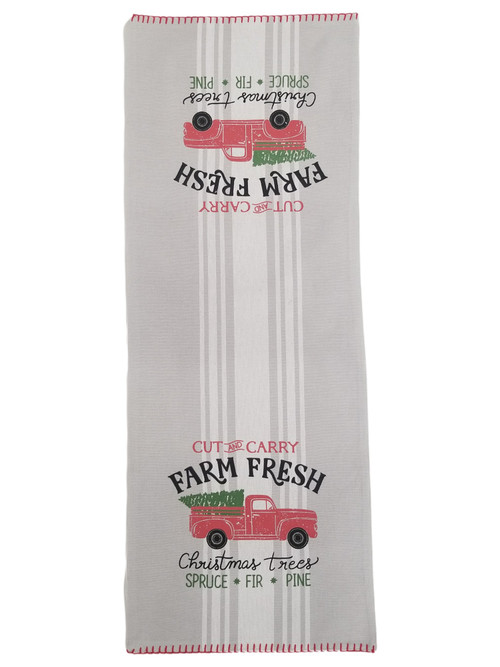 SPRUCE * FIR * PINE
Christmas trees
FARM FRESH
CUT AND CARRY
CUT AND CARRY
FARM FRESH
Christmas trees
SPRUCE * FIR * PINE